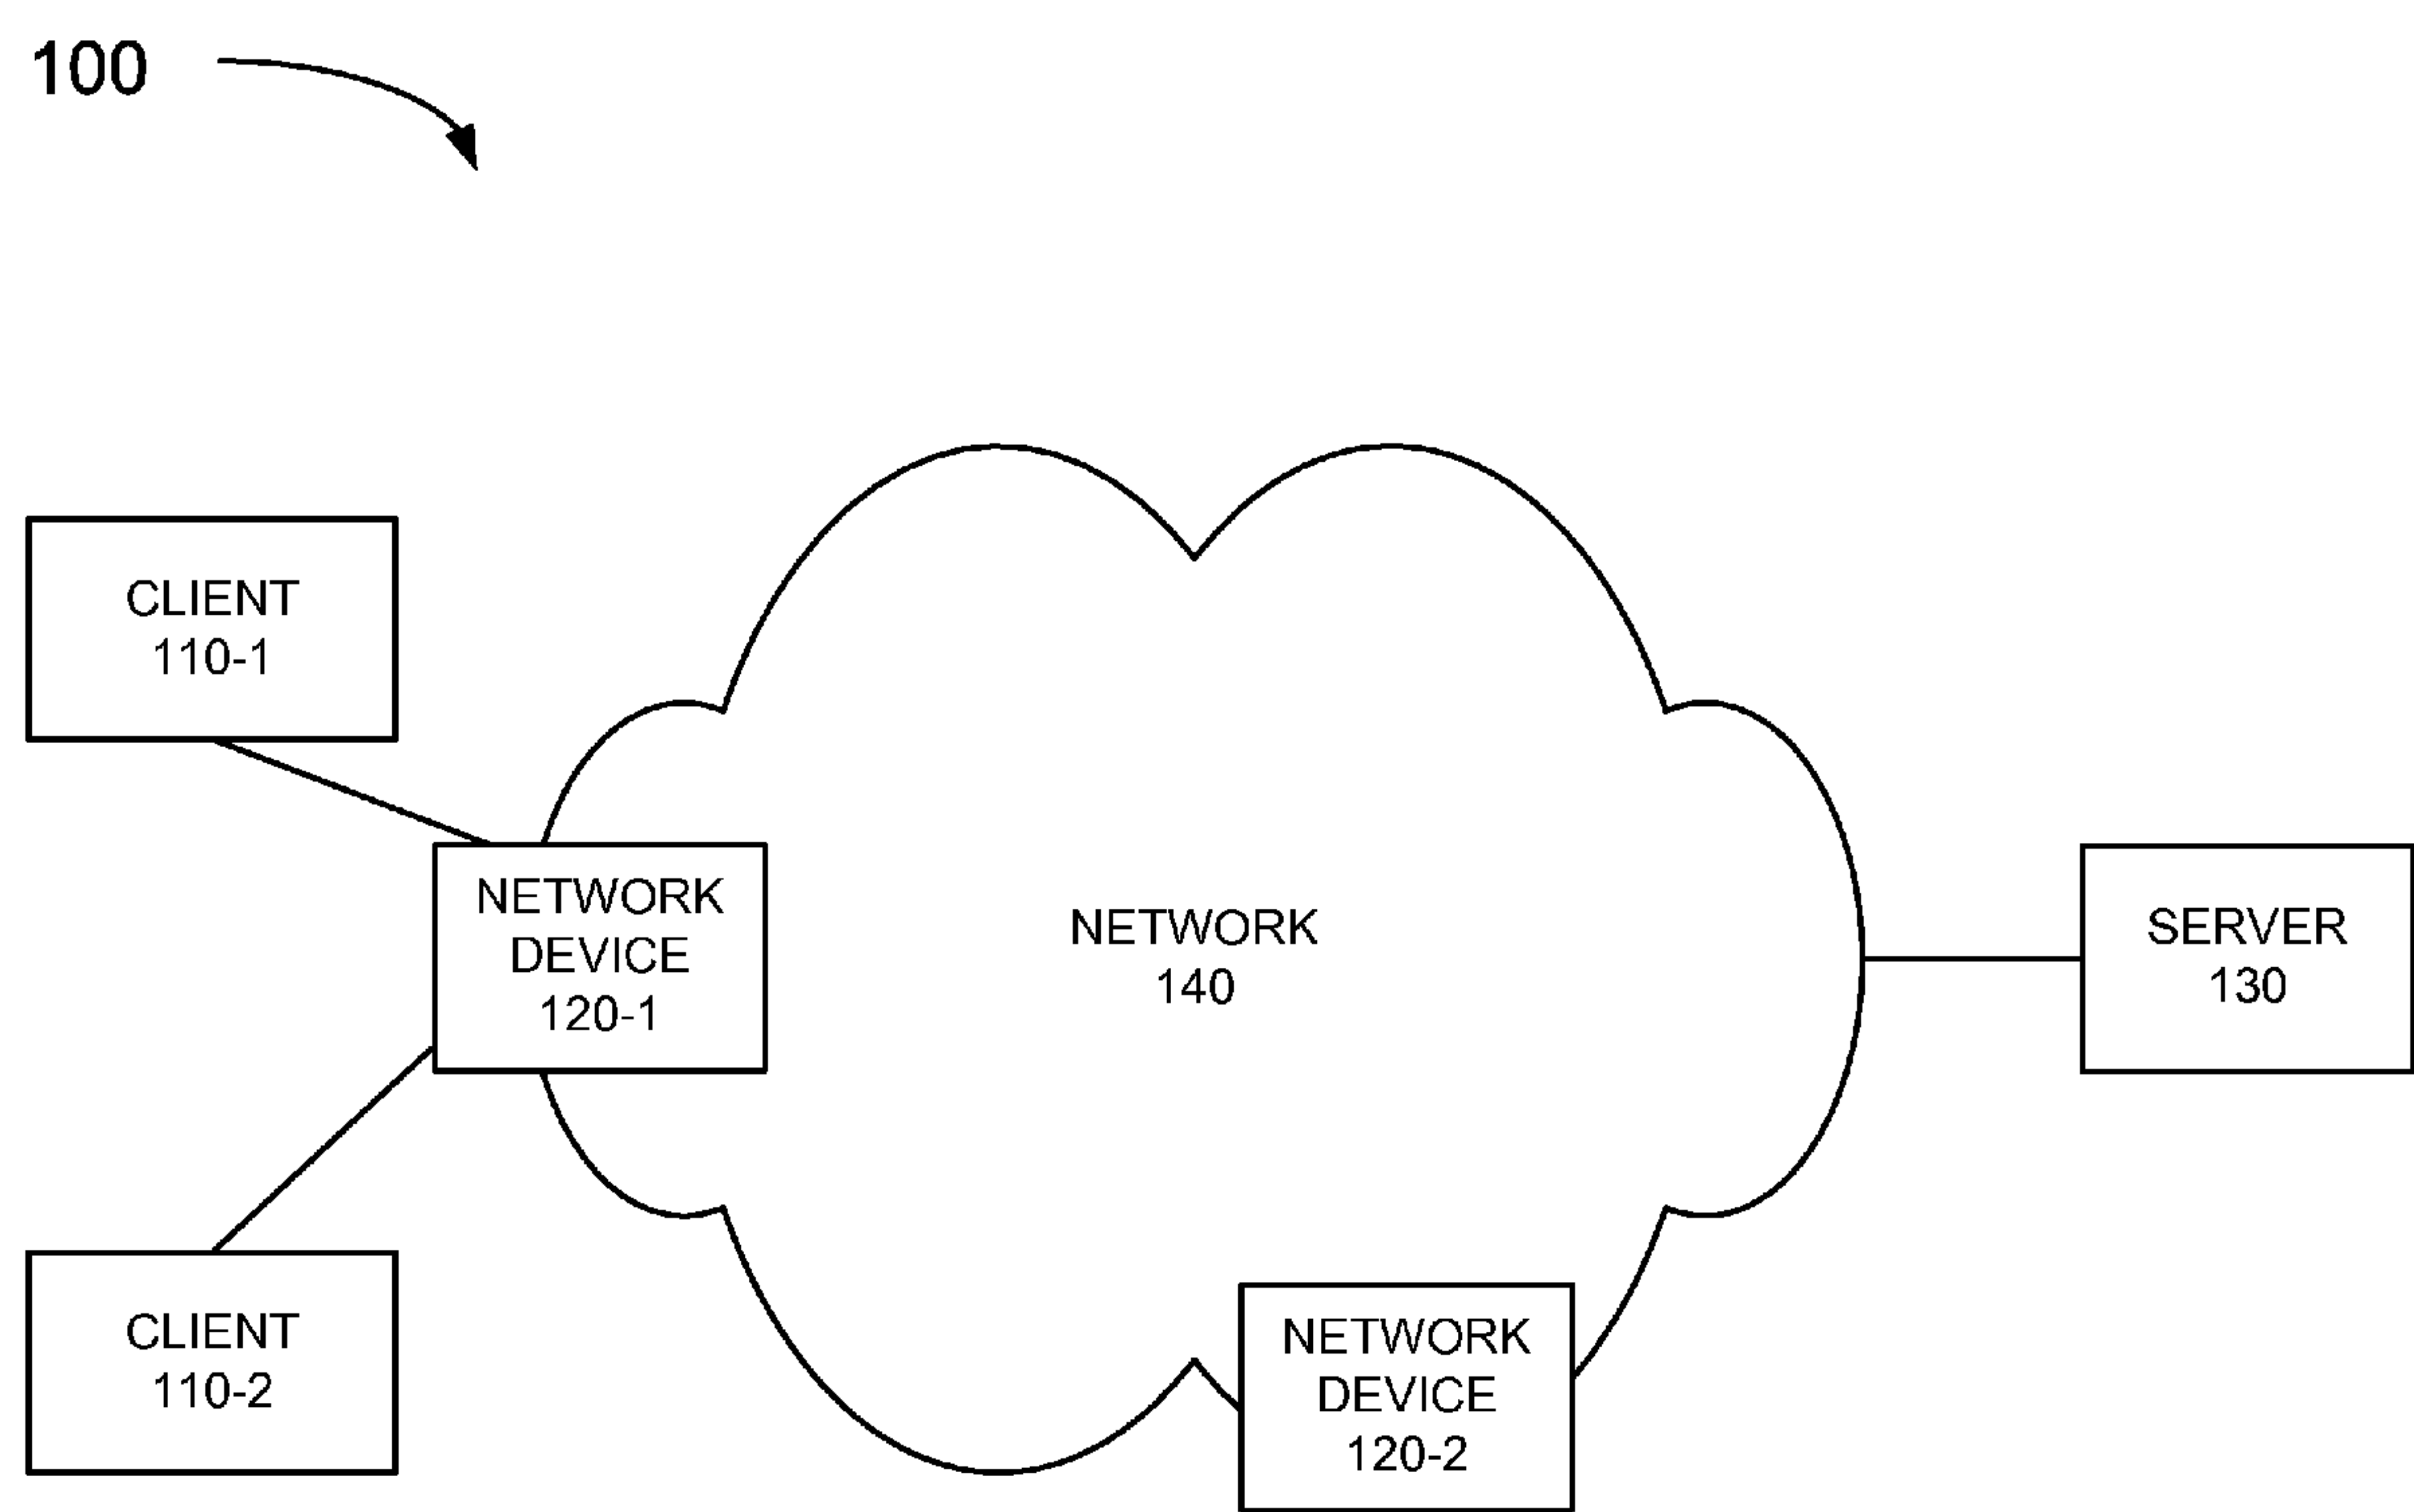 100
CLIENT
110-1
NETWORK
DEVICE
120-1
NETWORK
140
SERVER
130
CLIENT
110-2
NETWORK
DEVICE
120-2